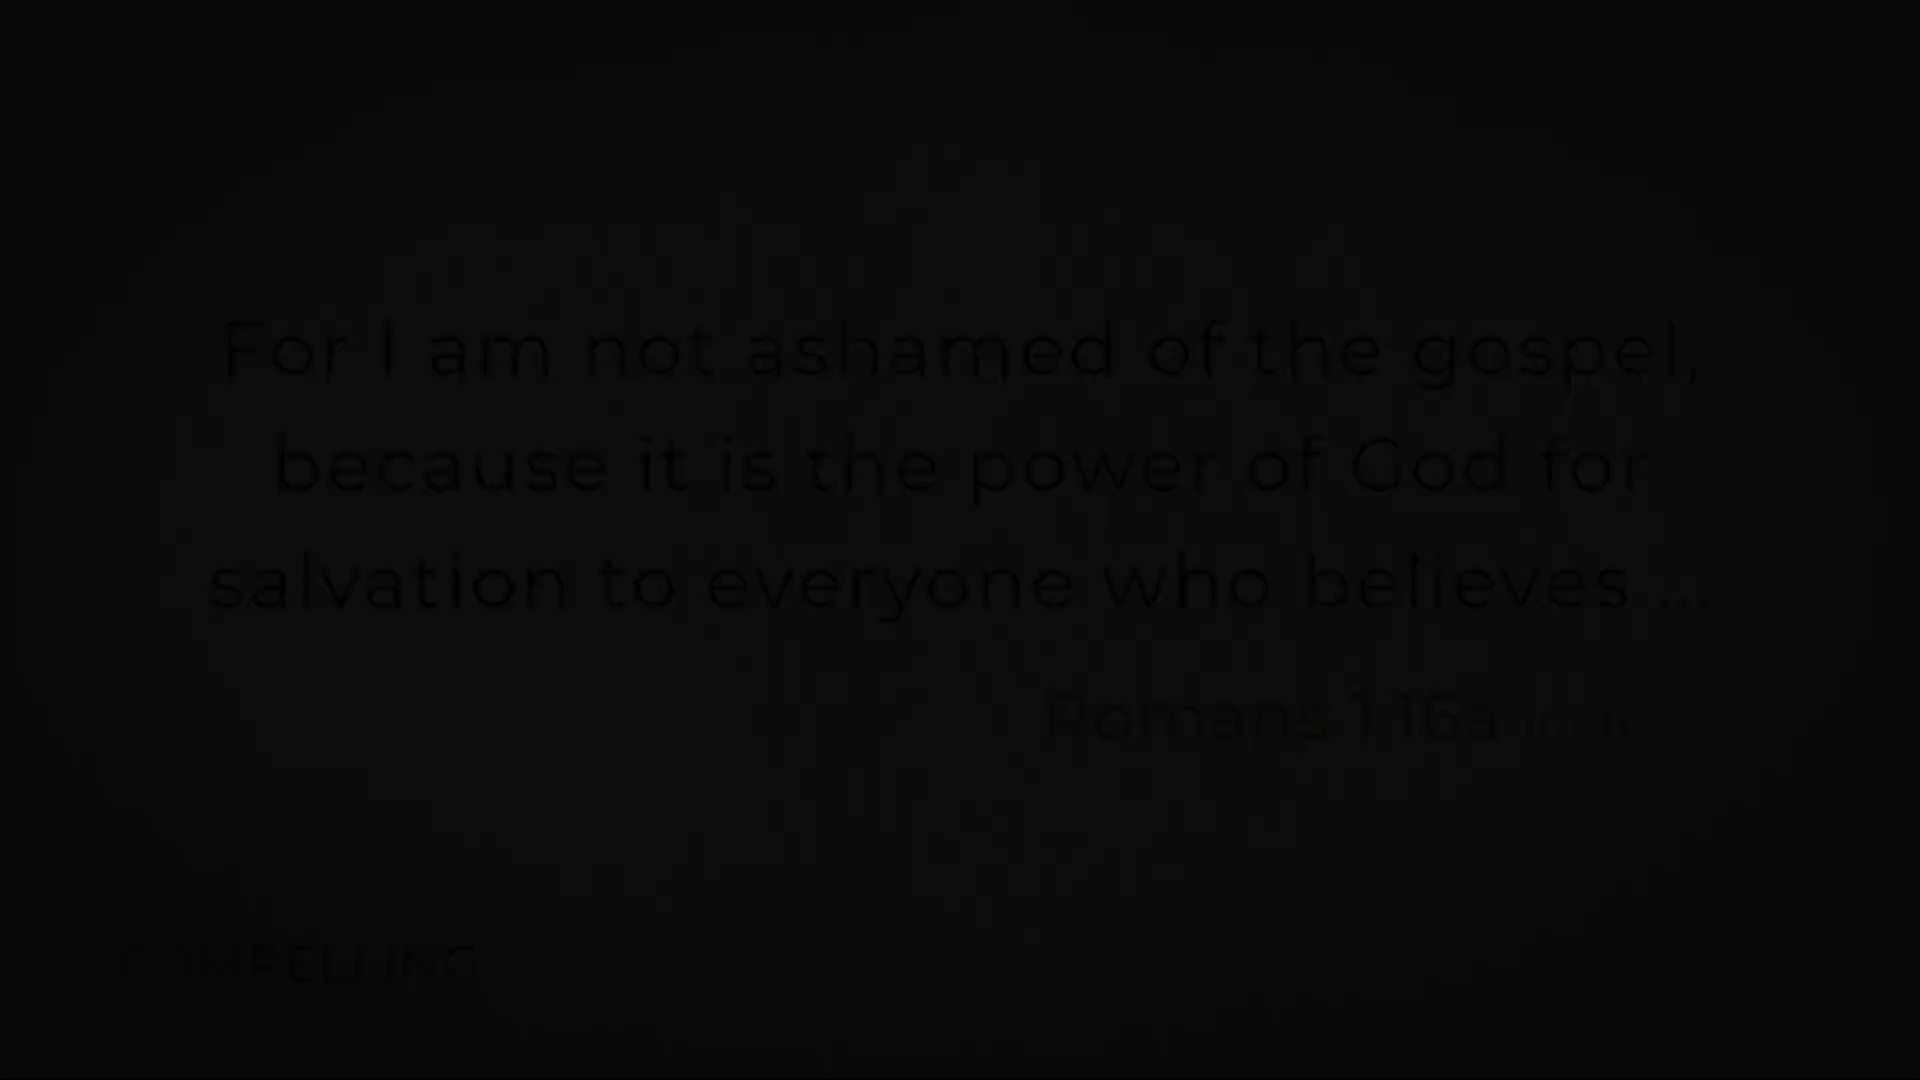 For I am not ashamed of the gospel,
because it is the power of God for
salvation to everyone who believes ...
Romans 1:16a
COMPELLING